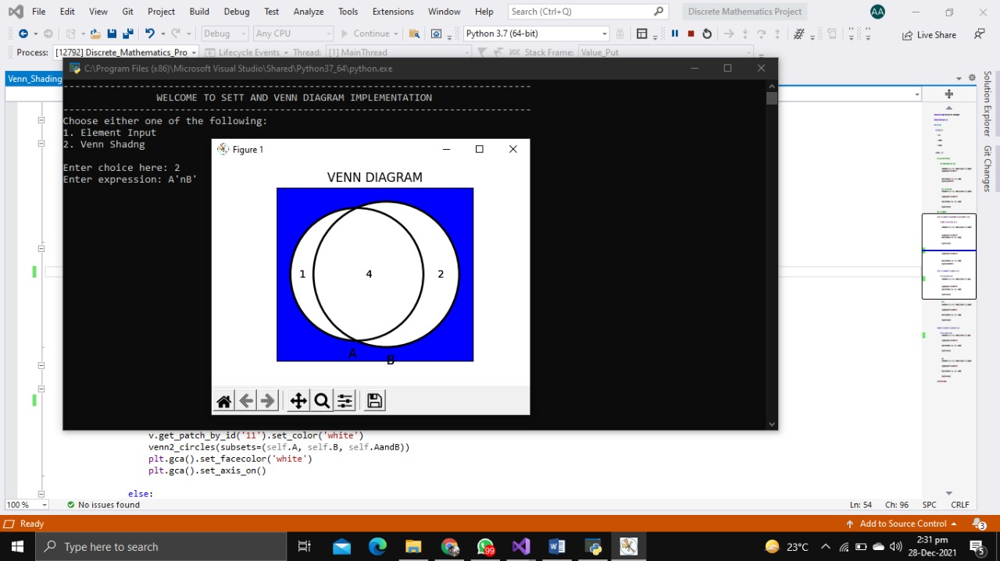 File Edit View Git Project Build Debug Test Analyze Tools Extensions Window Help Search (Ctrl+Q) Discrete Mathematics Project AA
Debug Any CPU Continue Python 3.7 (64-bit) Live Share
Process: [12792] Discrete_Mathematics_Pro Lifecycle Events Thread: [1] MainThread Stack Frame: Value_Put
C:\Program Files (x86)\Microsoft Visual Studio\Shared\Python37_64\python.exe
Venn_Shading
WELCOME TO SETT AND VENN DIAGRAM IMPLEMENTATION
Choose either one of the following:
1. Element Input
2. Venn Shadng
Enter choice here: 2
Enter expression: A'nB'
Figure 1
VENN DIAGRAM
1 4 2
A
B
v.get_patch_by_id('11').set_color('white')
venn2_circles(subsets=(self.A, self.B, self.AandB))
plt.gca().set_facecolor('white')
plt.gca().set_axis_on()
else:
Solution Explorer
Git Changes
100 % No issues found Ln: 54 Ch: 96 SPC CRLF
Ready Add to Source Control 3
Type here to search 99 23°C 2:31 pm
28-Dec-2021 5